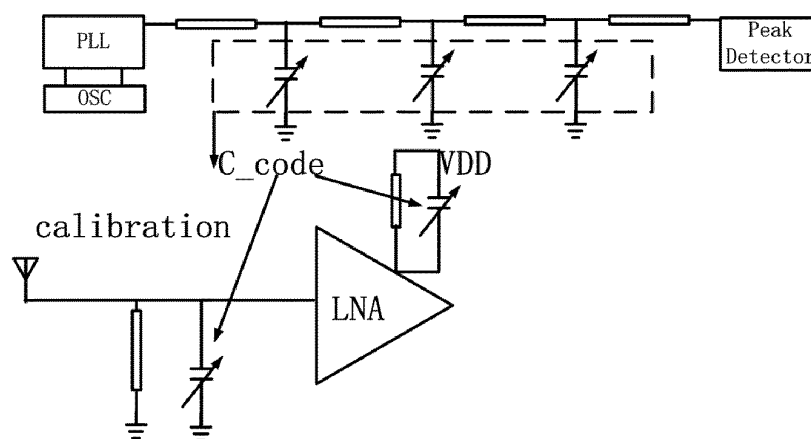 PLL
OSC
Peak
Detector
C_code
VDD
calibration
LNA